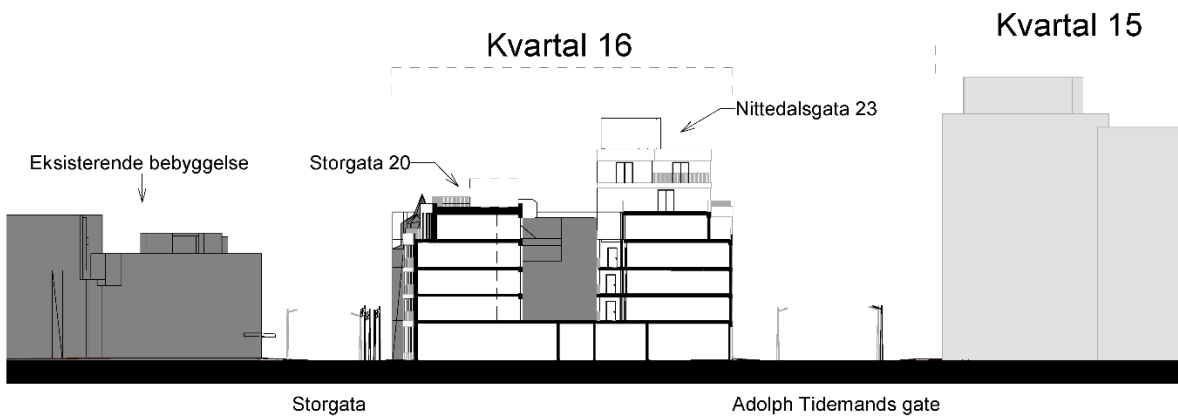 Kvartal 16
Kvartal 15
Nittedalsgata 23
Eksisterende bebyggelse
Storgata 20
Storgata
Adolph Tidemands gate